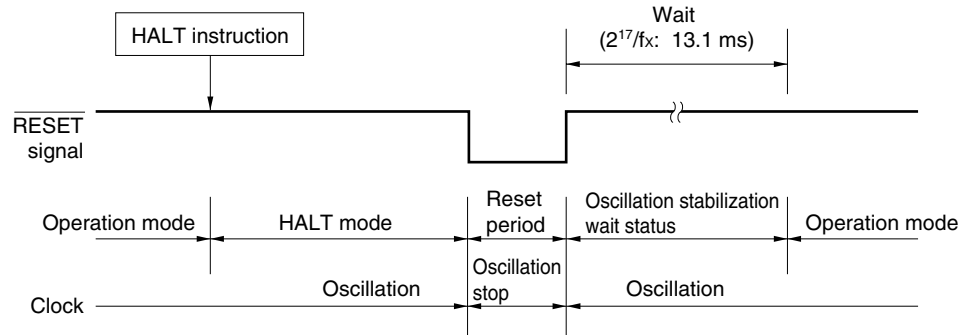 Wait
(2¹⁷/fx: 13.1 ms)
HALT instruction
RESET
signal
Operation mode
HALT mode
Reset
period
Oscillation stabilization
wait status
Operation mode
Clock
Oscillation
Oscillation
stop
Oscillation